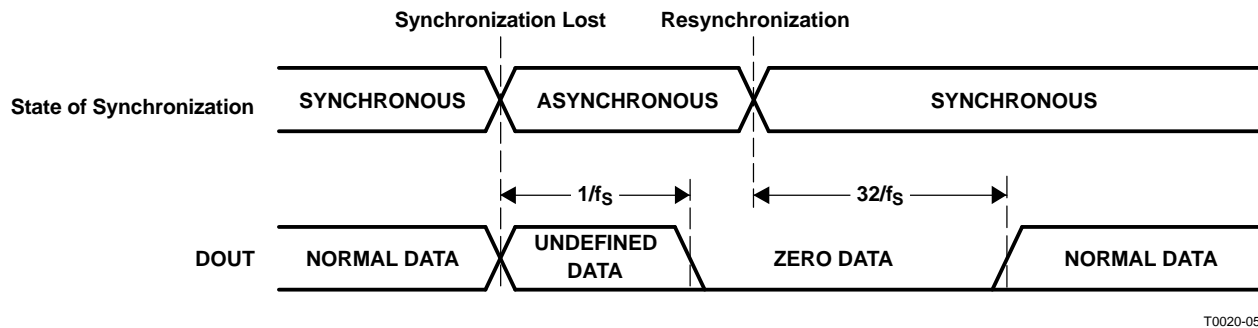 Synchronization Lost
Resynchronization
State of Synchronization
SYNCHRONOUS
ASYNCHRONOUS
SYNCHRONOUS
1/fS
32/fS
DOUT
NORMAL DATA
UNDEFINED
DATA
ZERO DATA
NORMAL DATA
T0020-05